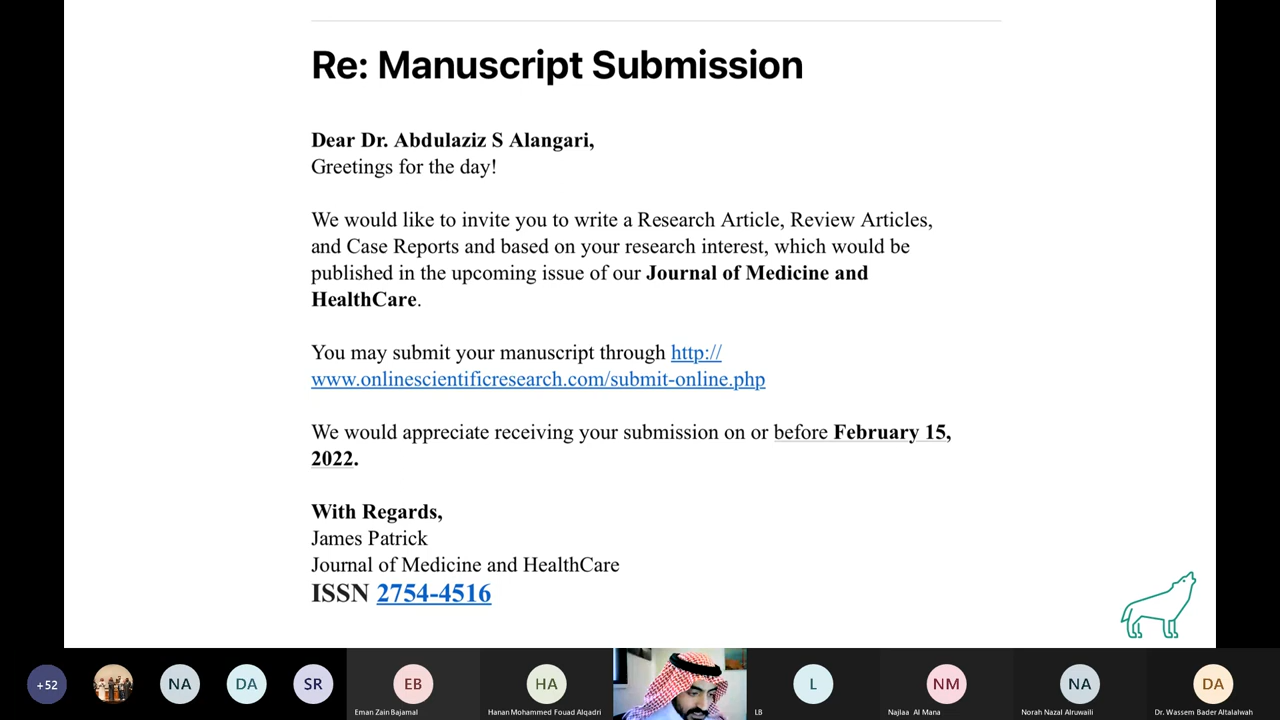 Re: Manuscript Submission
Dear Dr. Abdulaziz S Alangari,
Greetings for the day!
We would like to invite you to write a Research Article, Review Articles,
and Case Reports and based on your research interest, which would be
published in the upcoming issue of our Journal of Medicine and
HealthCare.
You may submit your manuscript through http://
www.onlinescientificresearch.com/submit-online.php
We would appreciate receiving your submission on or before February 15,
2022.
With Regards,
James Patrick
Journal of Medicine and HealthCare
ISSN 2754-4516
+52
NA
DA
SR
EB
HA
L
NM
NA
DA
Eman Zain Bajamal
Hanan Mohammed Fouad Alqadri
LB
Najlaa Al Mana
Norah Nazal Alruwaili
Dr. Wassem Bader Altalalwah